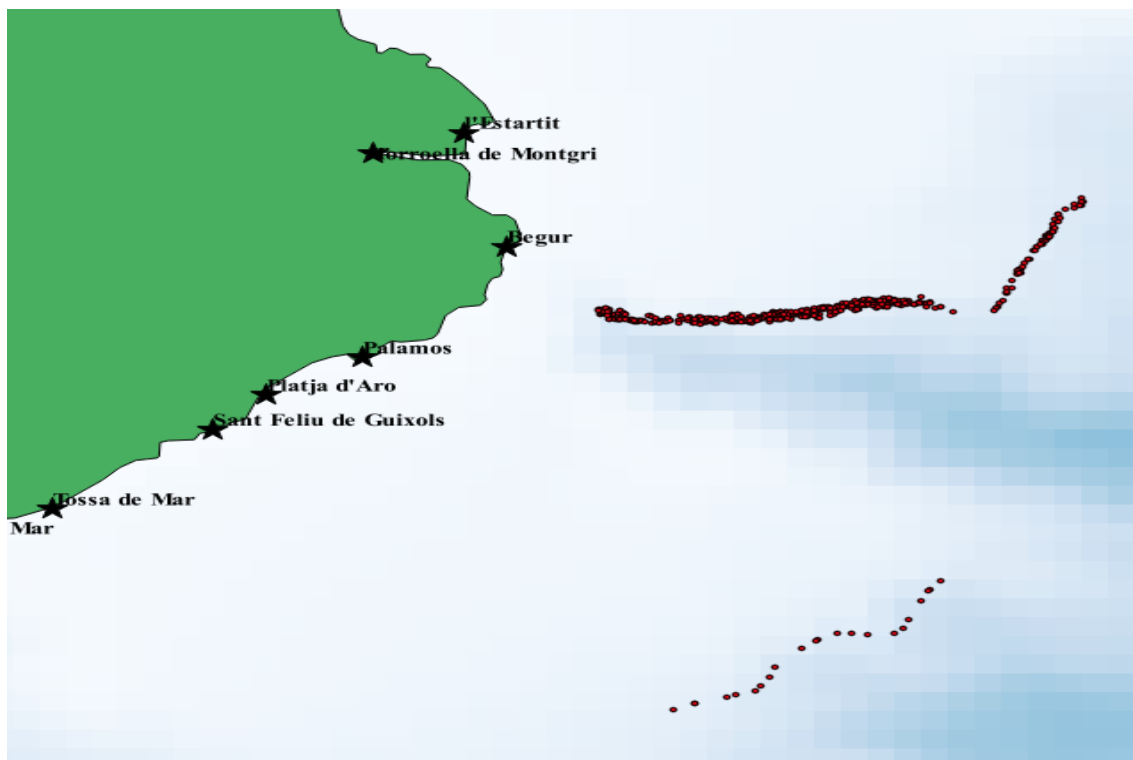 l'Estartit
Torroella de Montgri
Begur
Palamos
Platja d'Aro
Sant Feliu de Guixols
Tossa de Mar
Mar